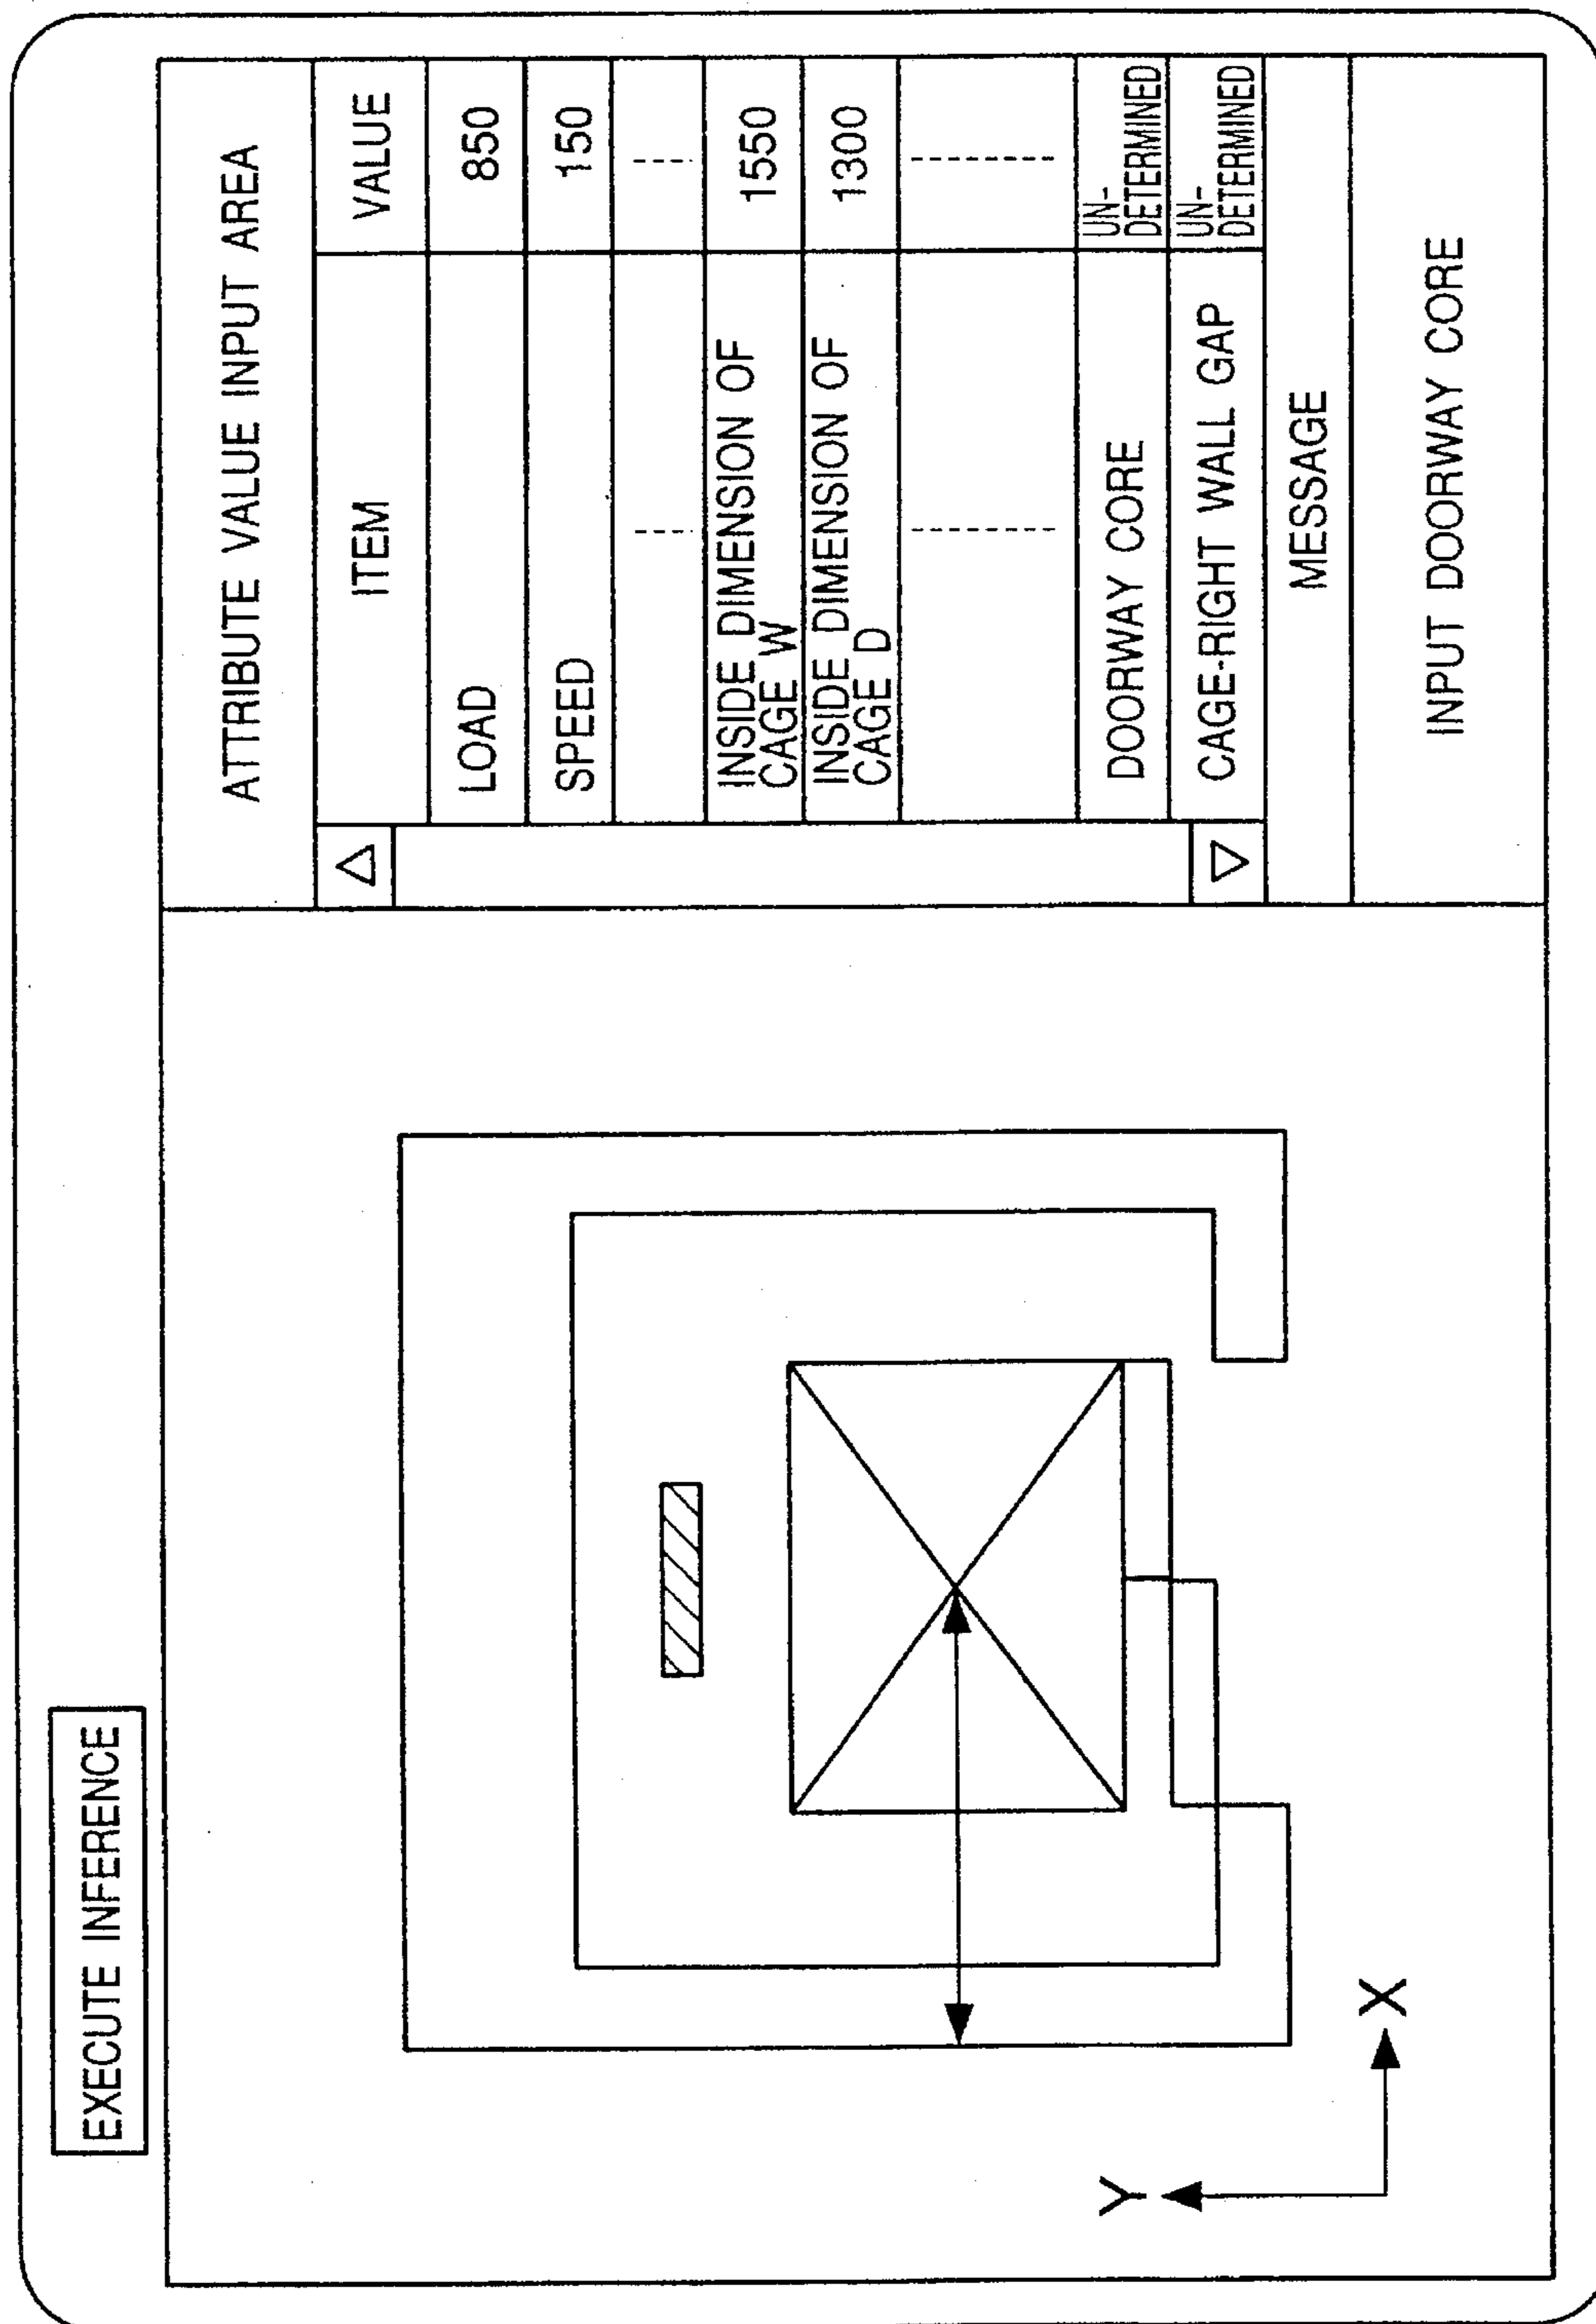 EXECUTE INFERENCE
Y
X
ATTRIBUTE VALUE INPUT AREA
ITEM VALUE
LOAD 850
SPEED 150
INSIDE DIMENSION OF
CAGE W 1550
INSIDE DIMENSION OF
CAGE D 1300
DOORWAY CORE UN-
DETERMINED
CAGE-RIGHT WALL GAP UN-
DETERMINED
MESSAGE
INPUT DOORWAY CORE